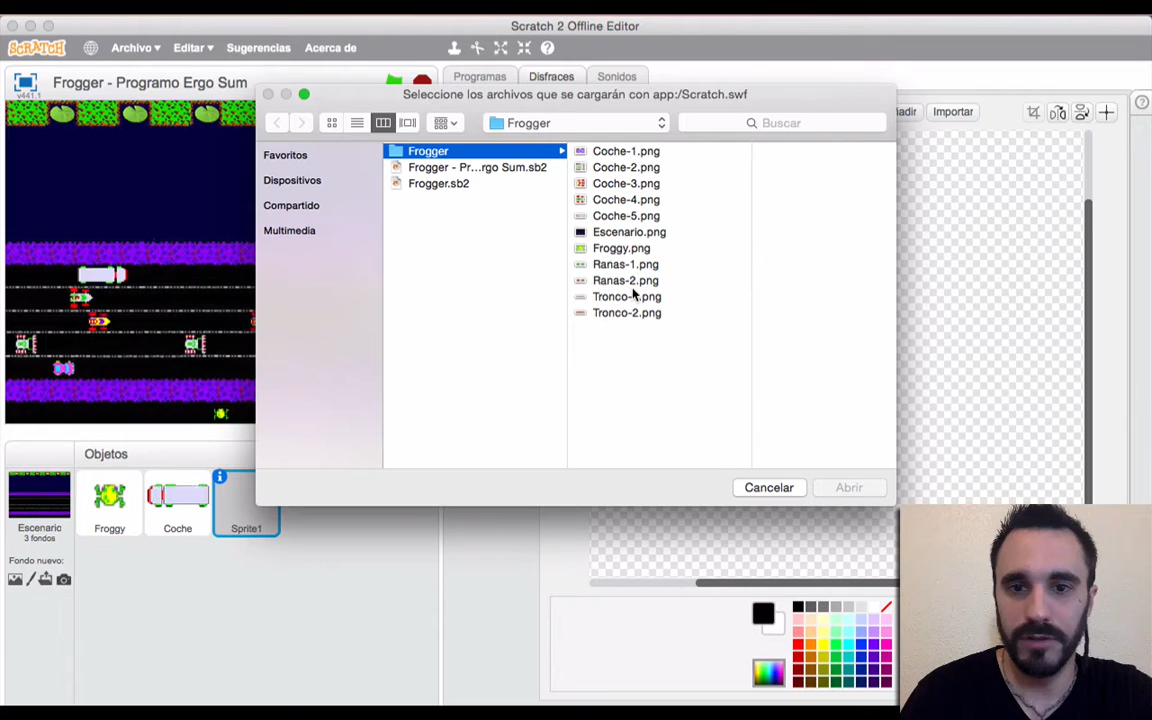 Scratch 2 Offline Editor
SCRATCH Archivo Editar Sugerencias Acerca de
Frogger - Programo Ergo Sum
v441.1
Programas Disfraces Sonidos
Seleccione los archivos que se cargarán con app:/Scratch.swf
Frogger
Buscar
adir Importar
Favoritos
Dispositivos
Compartido
Multimedia
Frogger
Frogger - Pr...rgo Sum.sb2
Frogger.sb2
Coche-1.png
Coche-2.png
Coche-3.png
Coche-4.png
Coche-5.png
Escenario.png
Froggy.png
Ranas-1.png
Ranas-2.png
Tronco-1.png
Tronco-2.png
Cancelar Abrir
Objetos
Escenario
3 fondos
Fondo nuevo:
Froggy
Coche
Sprite1